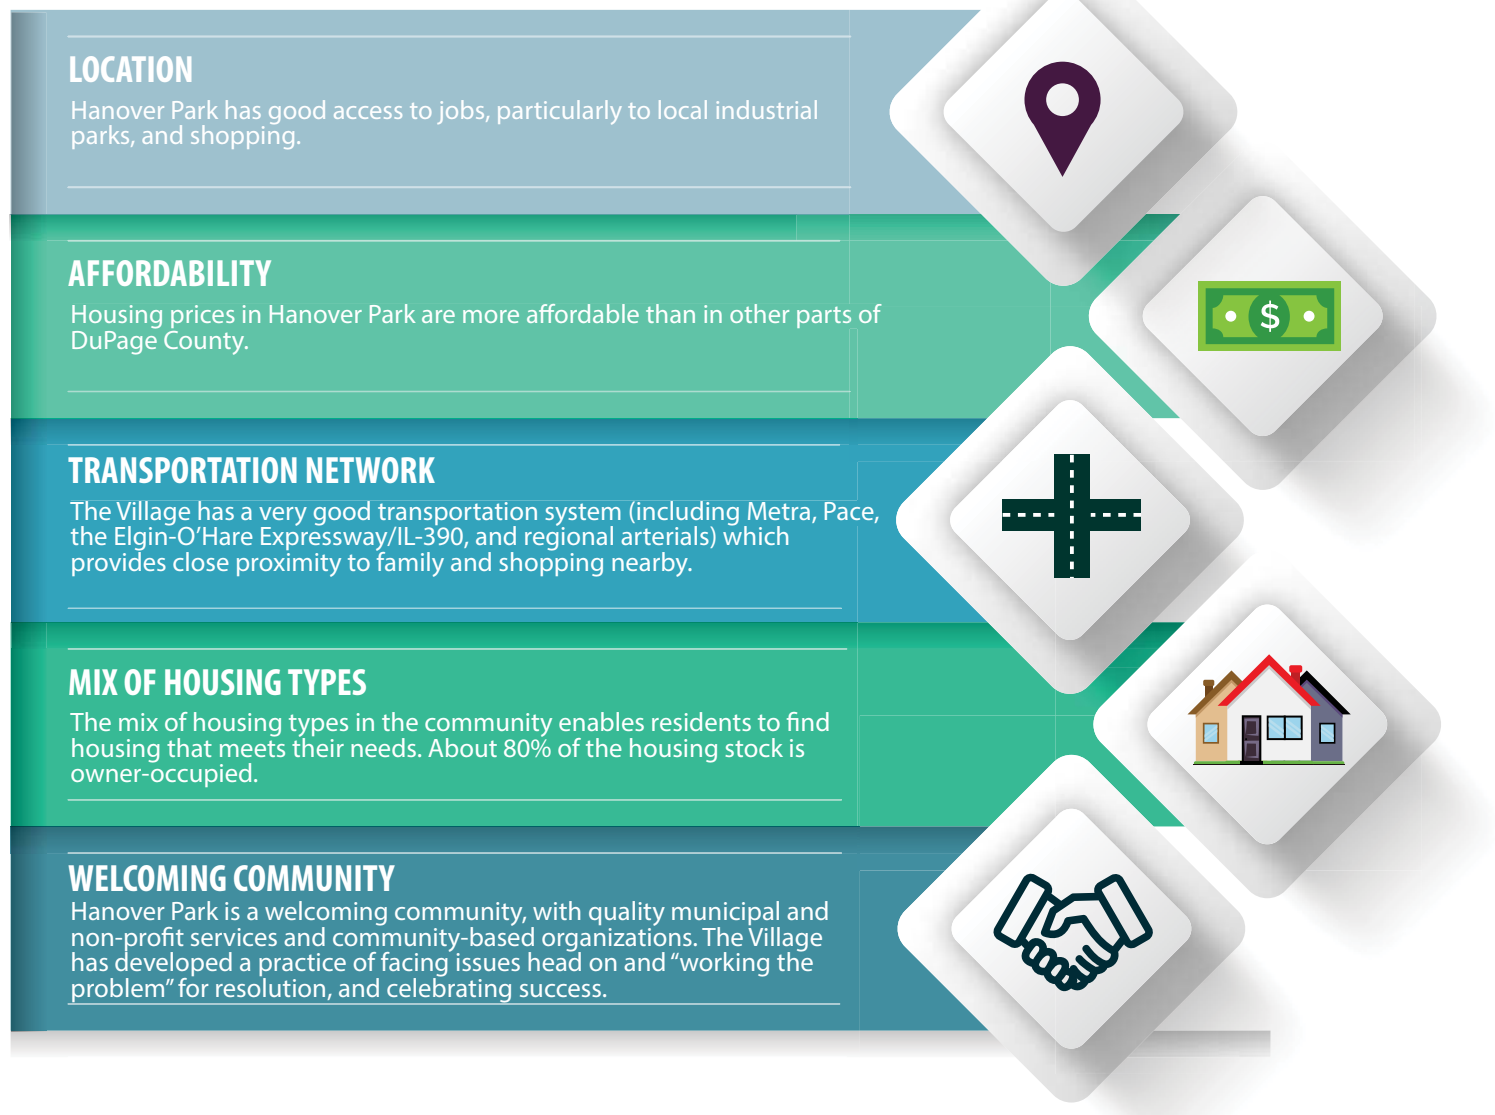 LOCATION
Hanover Park has good access to jobs, particularly to local industrial
parks, and shopping.
AFFORDABILITY
Housing prices in Hanover Park are more affordable than in other parts of
DuPage County.
$
TRANSPORTATION NETWORK
The Village has a very good transportation system (including Metra, Pace,
the Elgin-O’Hare Expressway/IL-390, and regional arterials) which
provides close proximity to family and shopping nearby.
MIX OF HOUSING TYPES
The mix of housing types in the community enables residents to find
housing that meets their needs. About 80% of the housing stock is
owner-occupied.
WELCOMING COMMUNITY
Hanover Park is a welcoming community, with quality municipal and
non-profit services and community-based organizations. The Village
has developed a practice of facing issues head on and “working the
problem” for resolution, and celebrating success.